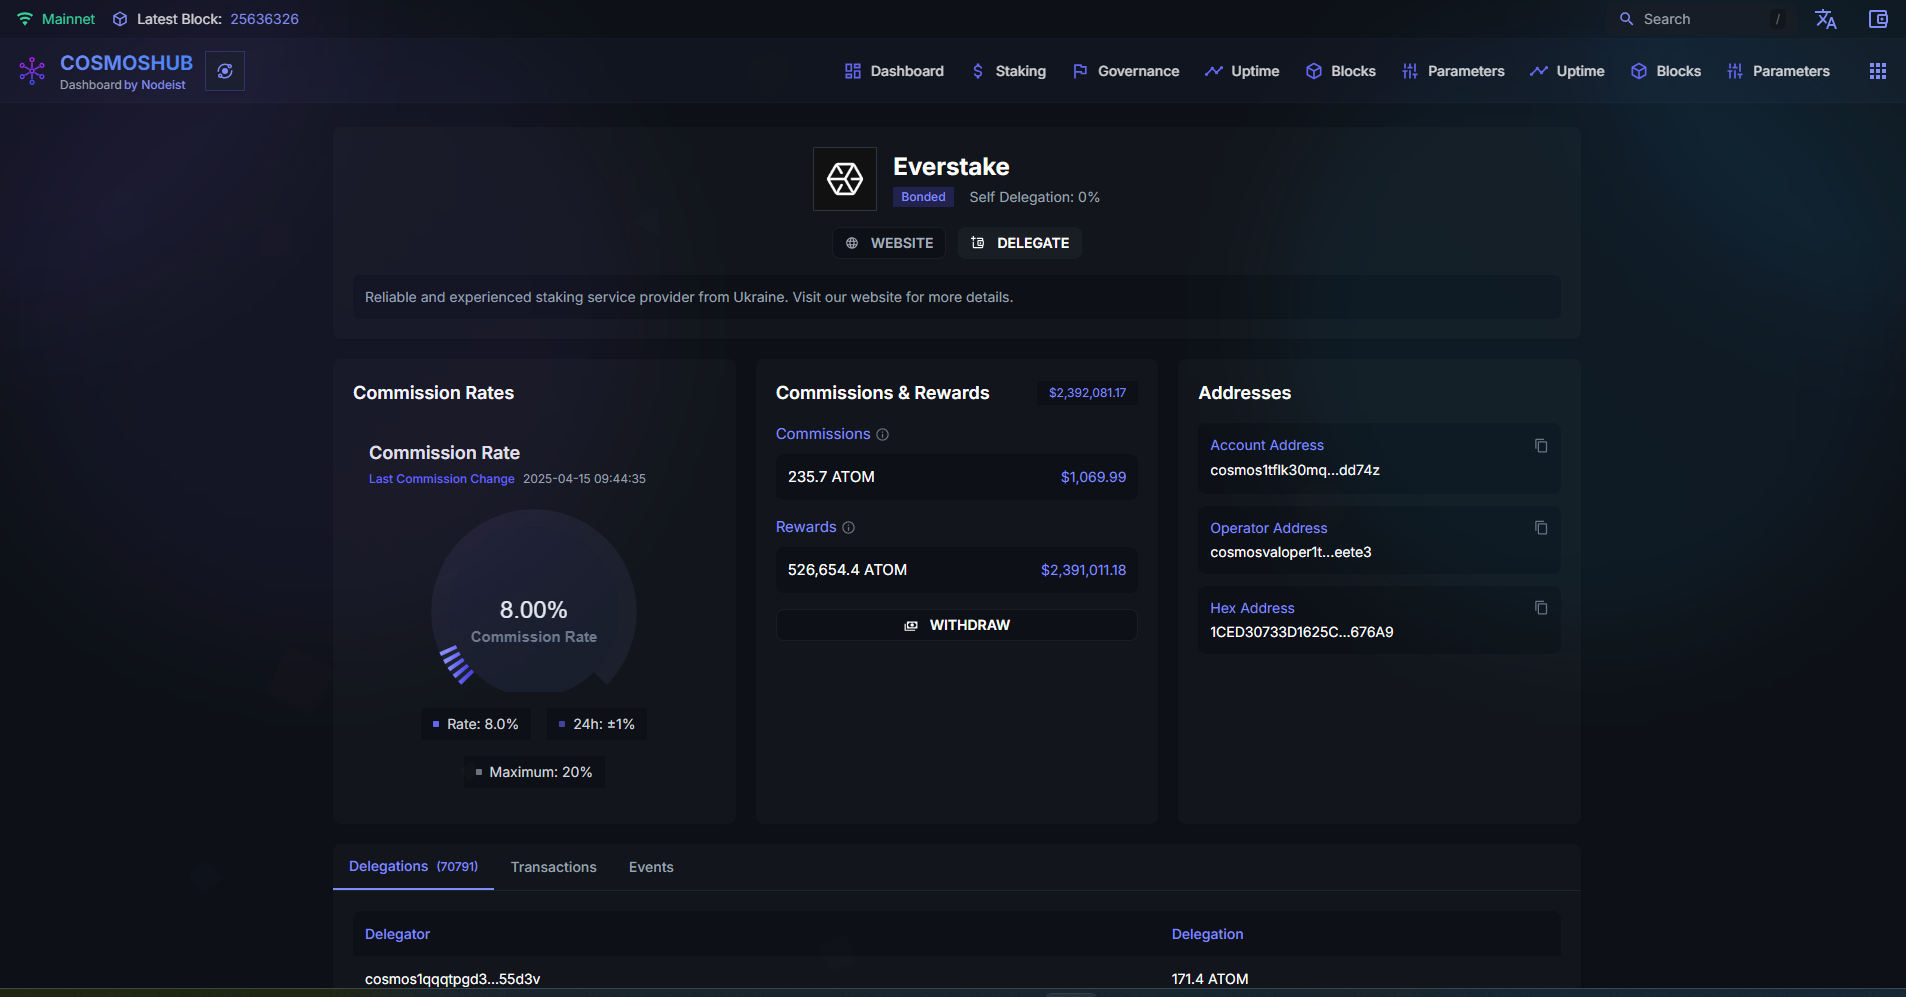 Mainnet Latest Block: 25636326 Search /
COSMOSHUB
Dashboard by Nodeist
Dashboard Staking Governance Uptime Blocks Parameters Uptime Blocks Parameters
Everstake
Bonded Self Delegation: 0%
WEBSITE DELEGATE
Reliable and experienced staking service provider from Ukraine. Visit our website for more details.
Commission Rates
Commission Rate
Last Commission Change 2025-04-15 09:44:35
8.00%
Commission Rate
Rate: 8.0% 24h: ±1%
Maximum: 20%
Commissions & Rewards $2,392,081.17
Commissions
235.7 ATOM $1,069.99
Rewards
526,654.4 ATOM $2,391,011.18
WITHDRAW
Addresses
Account Address
cosmos1tflk30mq...dd74z
Operator Address
cosmosvaloper1t...eete3
Hex Address
1CED30733D1625C...676A9
Delegations (70791) Transactions Events
Delegator Delegation
cosmos1qqqtpgd3...55d3v 171.4 ATOM